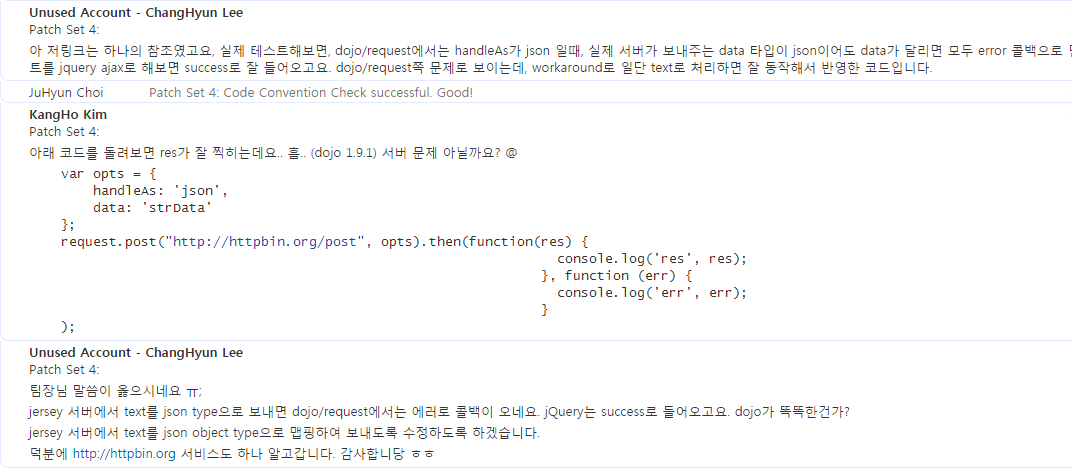 Unused Account - ChangHyun Lee
Patch Set 4:
아 저링크는 하나의 참조였고요, 실제 테스트해보면, dojo/request에서는 handleAs가 json 일때, 실제 서버가 보내주는 data 타입이 json이어도 data가 달리면 모두 error 콜백으로
트를 jquery ajax로 해보면 success로 잘 들어오고요. dojo/request쪽 문제로 보이는데, workaround로 일단 text로 처리하면 잘 동작해서 반영한 코드입니다.
JuHyun Choi Patch Set 4: Code Convention Check successful. Good!
KangHo Kim
Patch Set 4:
아래 코드를 돌려보면 res가 잘 찍히는데요.. 흠.. (dojo 1.9.1) 서버 문제 아닐까요? @
var opts = {
handleAs: 'json',
data: 'strData'
};
request.post("http://httpbin.org/post", opts).then(function(res) {
console.log('res', res);
}, function (err) {
console.log('err', err);
}
);
Unused Account - ChangHyun Lee
Patch Set 4:
팀장님 말씀이 옳으시네요 ㅠ;
jersey 서버에서 text를 json type으로 보내면 dojo/request에서는 에러로 콜백이 오네요. jQuery는 success로 들어오고요. dojo가 똑똑한건가?
jersey 서버에서 text를 json object type으로 맵핑하여 보내도록 수정하도록 하겠습니다.
덕분에 http://httpbin.org 서비스도 하나 알고갑니다. 감사합니당 ㅎㅎ